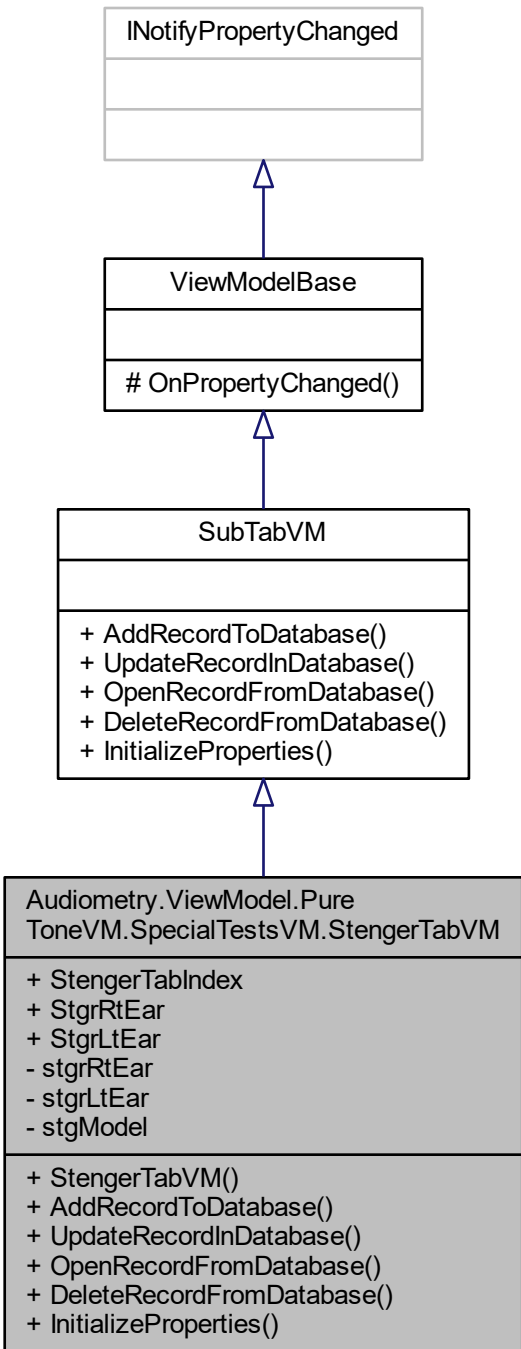 INotifyPropertyChanged
ViewModelBase
# OnPropertyChanged()
SubTabVM
+ AddRecordToDatabase()
+ UpdateRecordInDatabase()
+ OpenRecordFromDatabase()
+ DeleteRecordFromDatabase()
+ InitializeProperties()
Audiometry.ViewModel.Pure
ToneVM.SpecialTestsVM.StengerTabVM
+ StengerTabIndex
+ StgrRtEar
+ StgrLtEar
- stgrRtEar
- stgrLtEar
- stgModel
+ StengerTabVM()
+ AddRecordToDatabase()
+ UpdateRecordInDatabase()
+ OpenRecordFromDatabase()
+ DeleteRecordFromDatabase()
+ InitializeProperties()